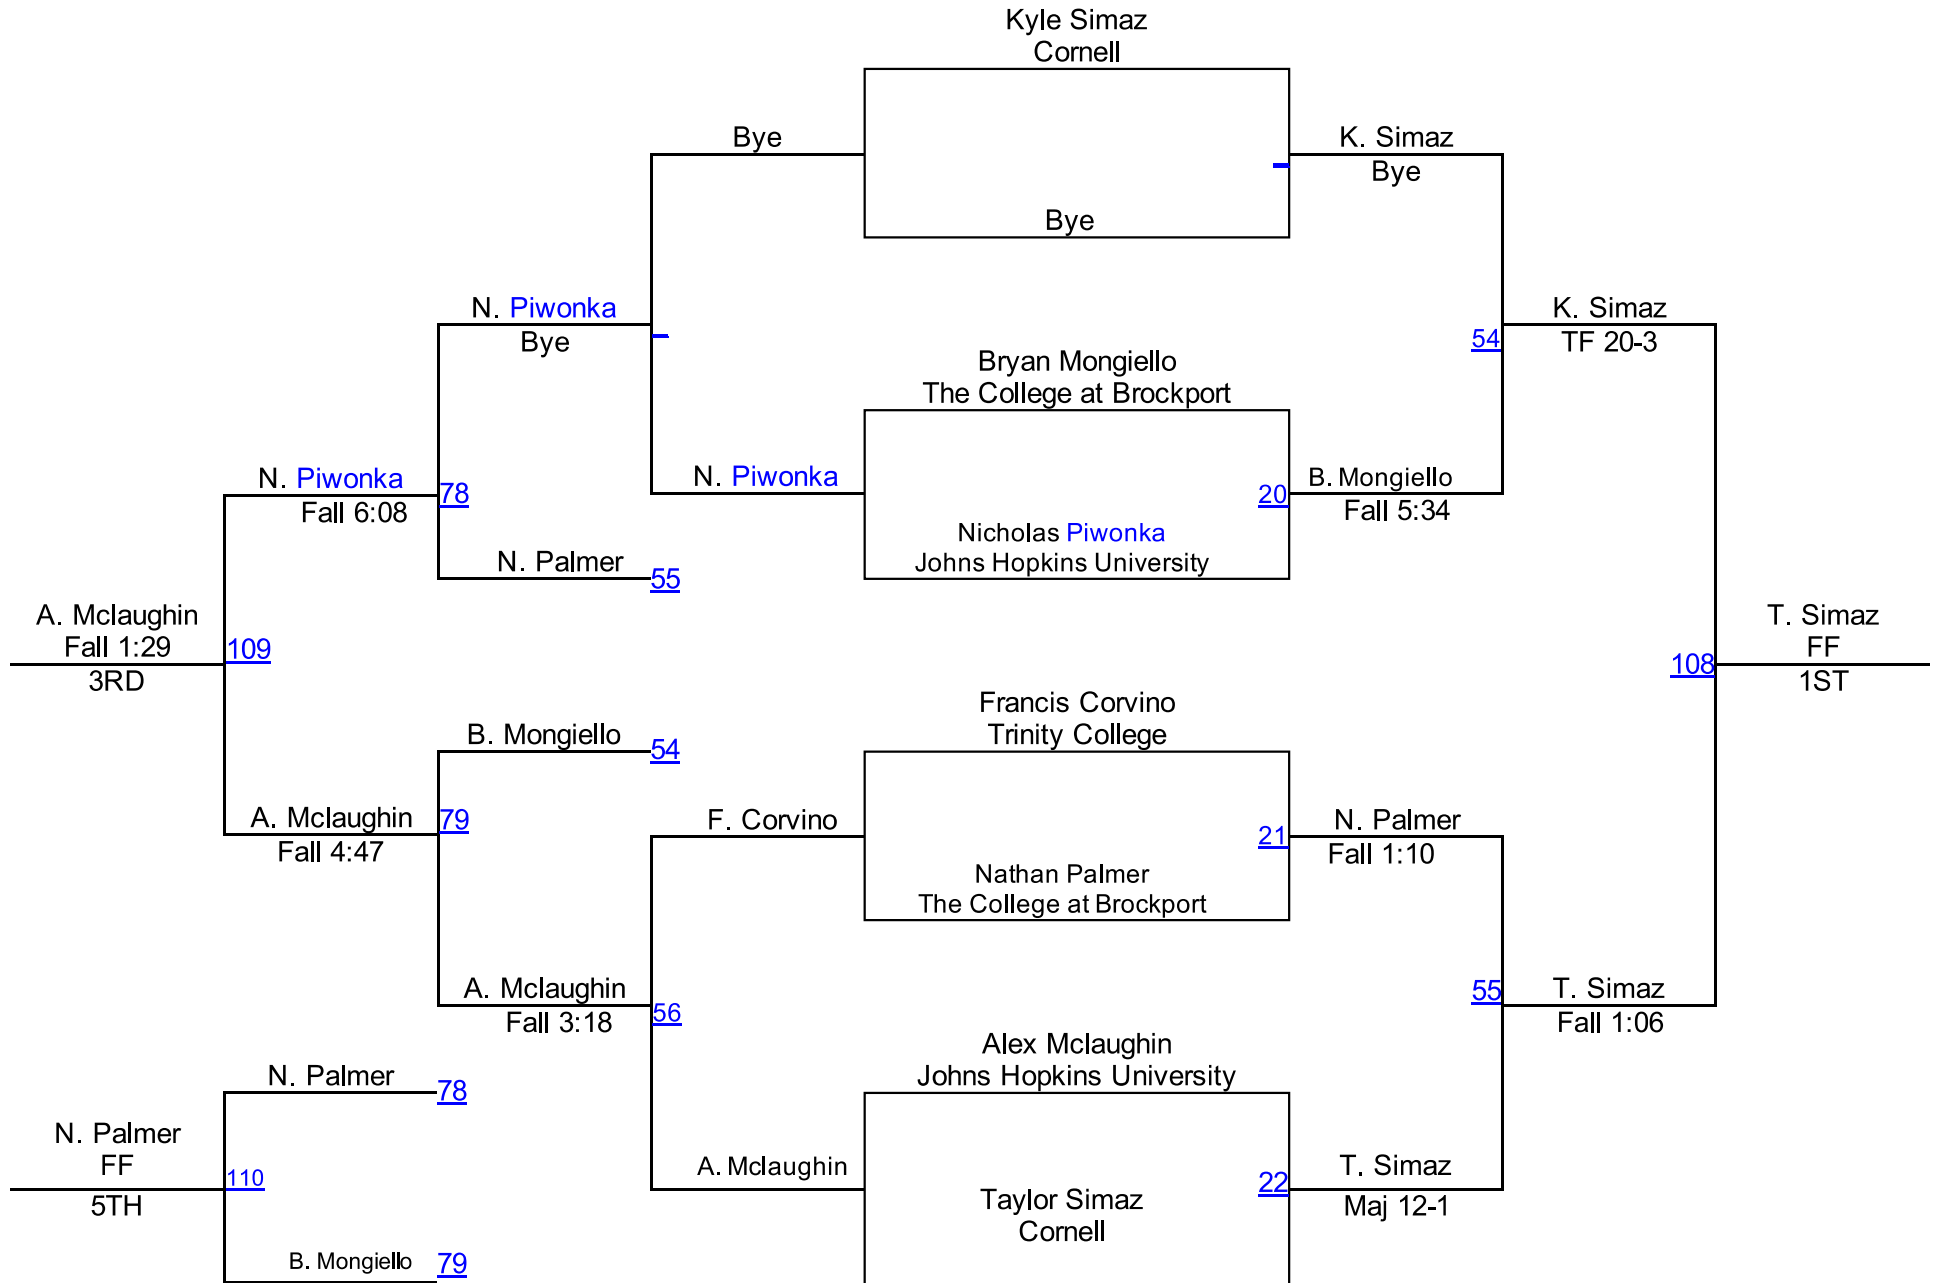 Kyle Simaz
Cornell
Bye
K. Simaz
Bye
Bye
N. Piwonka
Bye
K. Simaz
TF 20-3
54
Bryan Mongiello
The College at Brockport
N. Piwonka
Fall 6:08
78
N. Piwonka
20
B. Mongiello
Fall 5:34
Nicholas Piwonka
Johns Hopkins University
N. Palmer
55
A. Mclaughin
Fall 1:29
3RD
109
T. Simaz
FF
1ST
108
Francis Corvino
Trinity College
B. Mongiello
54
A. Mclaughin
Fall 4:47
79
F. Corvino
21
N. Palmer
Fall 1:10
Nathan Palmer
The College at Brockport
A. Mclaughin
Fall 3:18
56
55
T. Simaz
Fall 1:06
Alex Mclaughin
Johns Hopkins University
N. Palmer
78
N. Palmer
FF
5TH
110
A. Mclaughin
22
T. Simaz
Maj 12-1
Taylor Simaz
Cornell
B. Mongiello
79